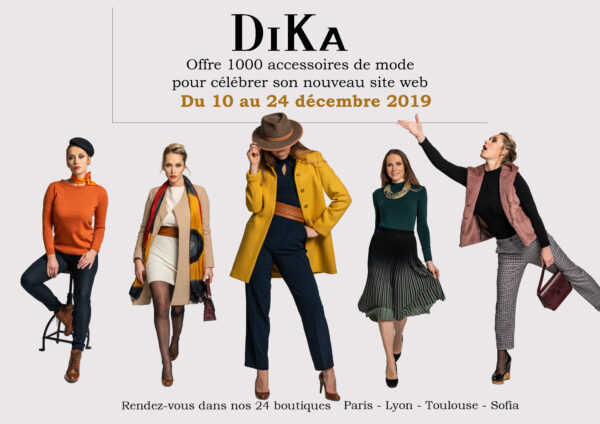 DIKA
Offre 1000 accessoires de mode
pour célébrer son nouveau site web
Du 10 au 24 décembre 2019
Rendez-vous dans nos 24 boutiques Paris - Lyon - Toulouse - Sofia